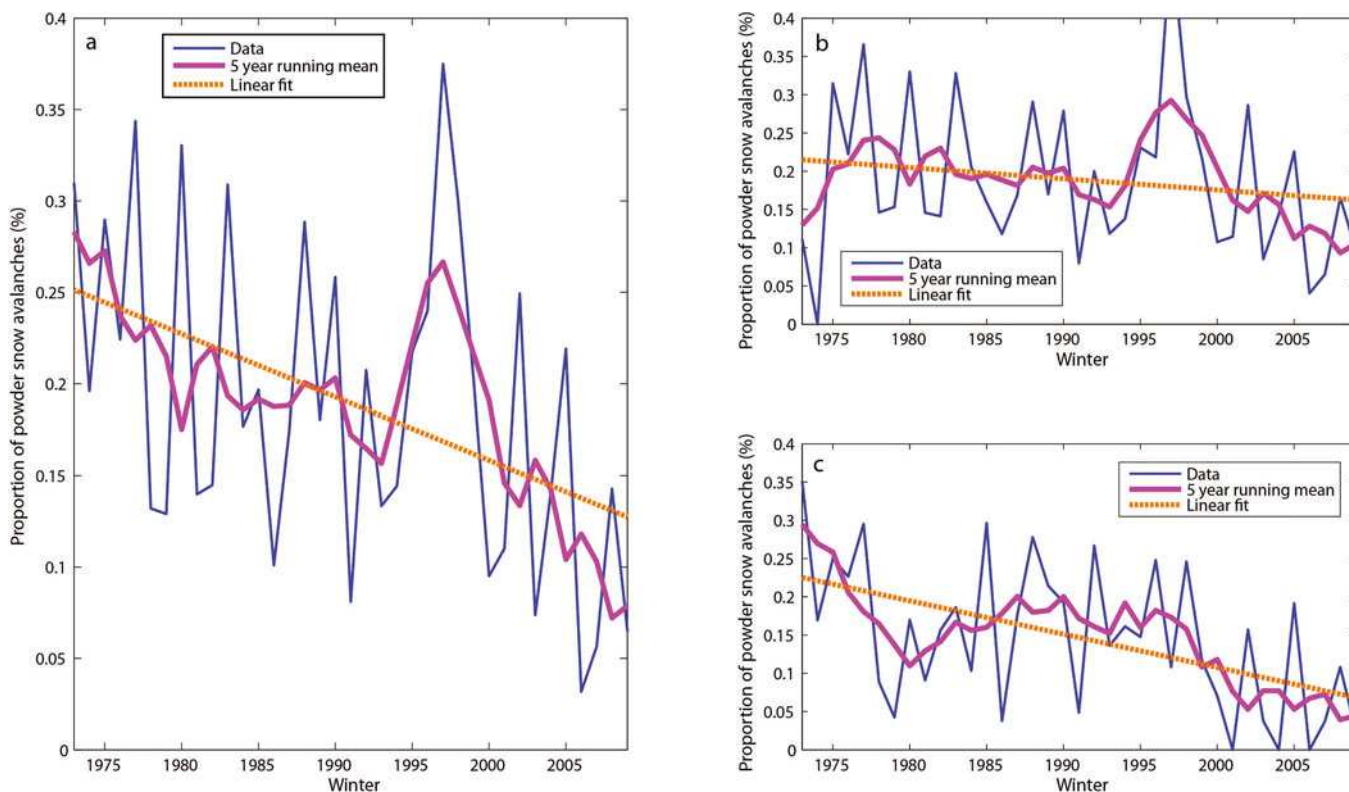 a
Data
5 year running mean
Linear fit
Proportion of powder snow avalanches (%)
0.4
0.35
0.3
0.25
0.2
0.15
0.1
0.05
0
1975 1980 1985 1990 1995 2000 2005
Winter
b
Data
5 year running mean
Linear fit
Proportion of powder snow avalanches (%)
0.4
0.35
0.3
0.25
0.2
0.15
0.1
0.05
0
1975 1980 1985 1990 1995 2000 2005
Winter
c
Data
5 year running mean
Linear fit
Proportion of powder snow avalanches (%)
0.4
0.35
0.3
0.25
0.2
0.15
0.1
0.05
0
1975 1980 1985 1990 1995 2000 2005
Winter